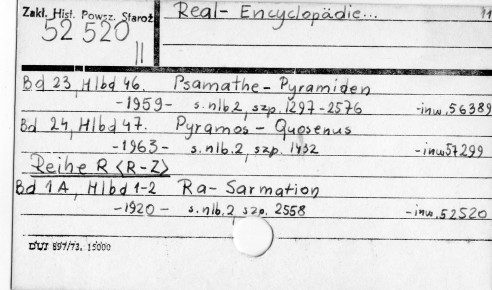 Zakł. Hist. Powsz. Staroż
Real-Encyclopädie... 11
52 520
II
Bd 23, Hlbd 46. Psamathe - Pyramiden
-1959- s.nlb.2, szp. 1297-2576 -inw. 56389
Bd 24, Hlbd 47. Pyramos - Quosenus
-1963- s.nlb.2, szp. 1432 -inw 57299
Reihe R <R-Z>
Bd 1A, Hlbd 1-2 Ra- Sarmation
-1920- s.nlb.2 szp. 2558 -inw. 52520
DUJ 897/73. 15000